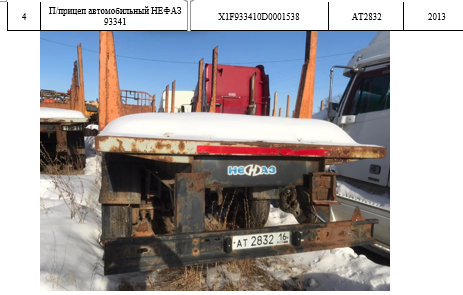 4 П/прицеп автомобильный НЕФАЗ 93341 X1F933410D0001538 АТ2832 2013
НЕФАЗ
АТ 2832 16